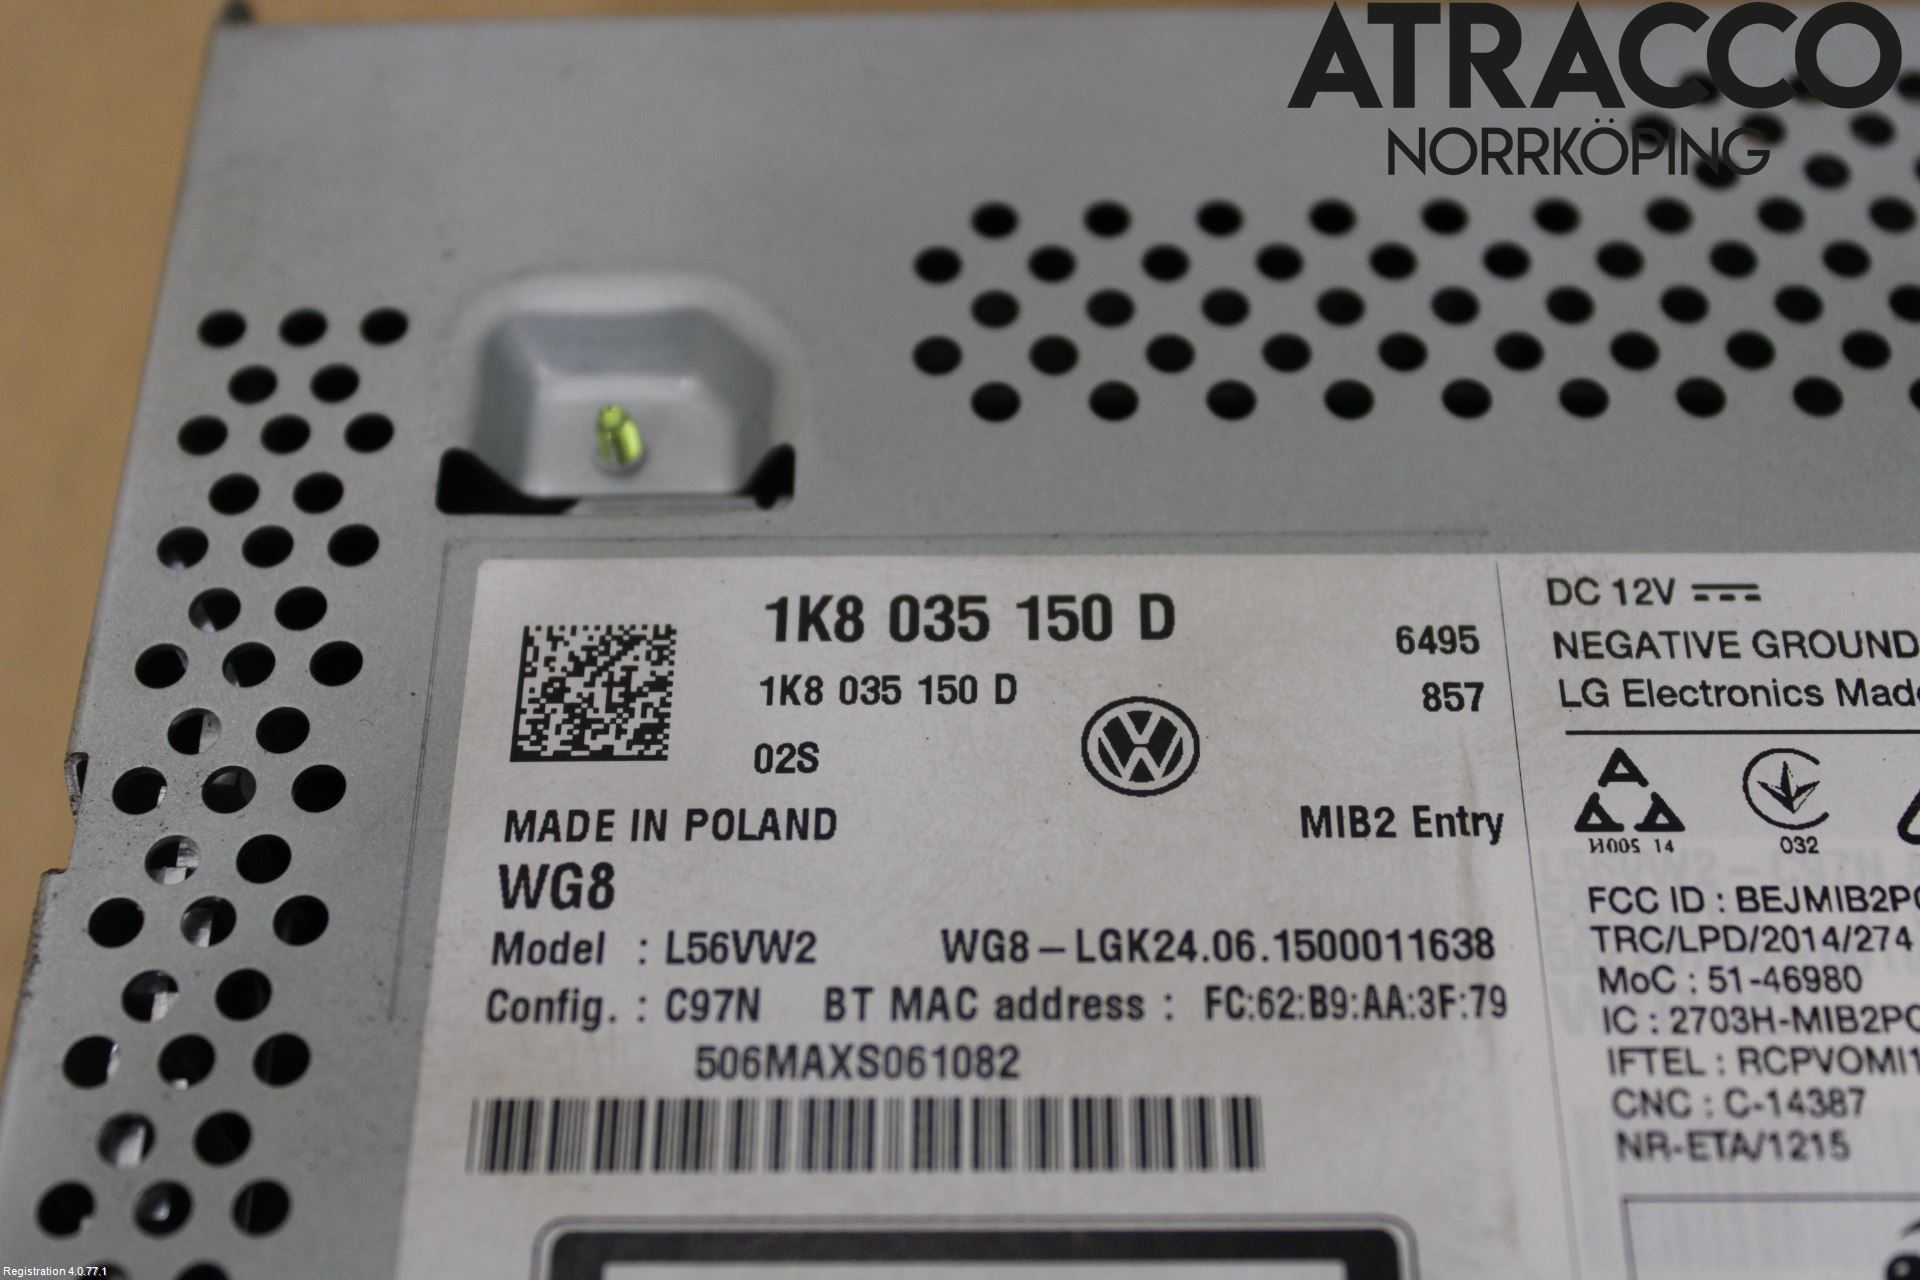 ATRACCO
NORRKÖPING
1K8 035 150 D
6495
1K8 035 150 D
857
02S
MADE IN POLAND
MIB2 Entry
WG8
Model : L56VW2 WG8-LGK24.06.1500011638
Config. : C97N BT MAC address : FC:62:B9:AA:3F:79
506MAXS061082
DC 12V
NEGATIVE GROUND
LG Electronics Made
032
FCC ID : BEJMIB2P
TRC/LPD/2014/274
MoC : 51-46980
IC : 2703H-MIB2P
IFTEL : RCPVOMI1
CNC : C-14387
NR-ETA/1215
Registration 4.0.77.1